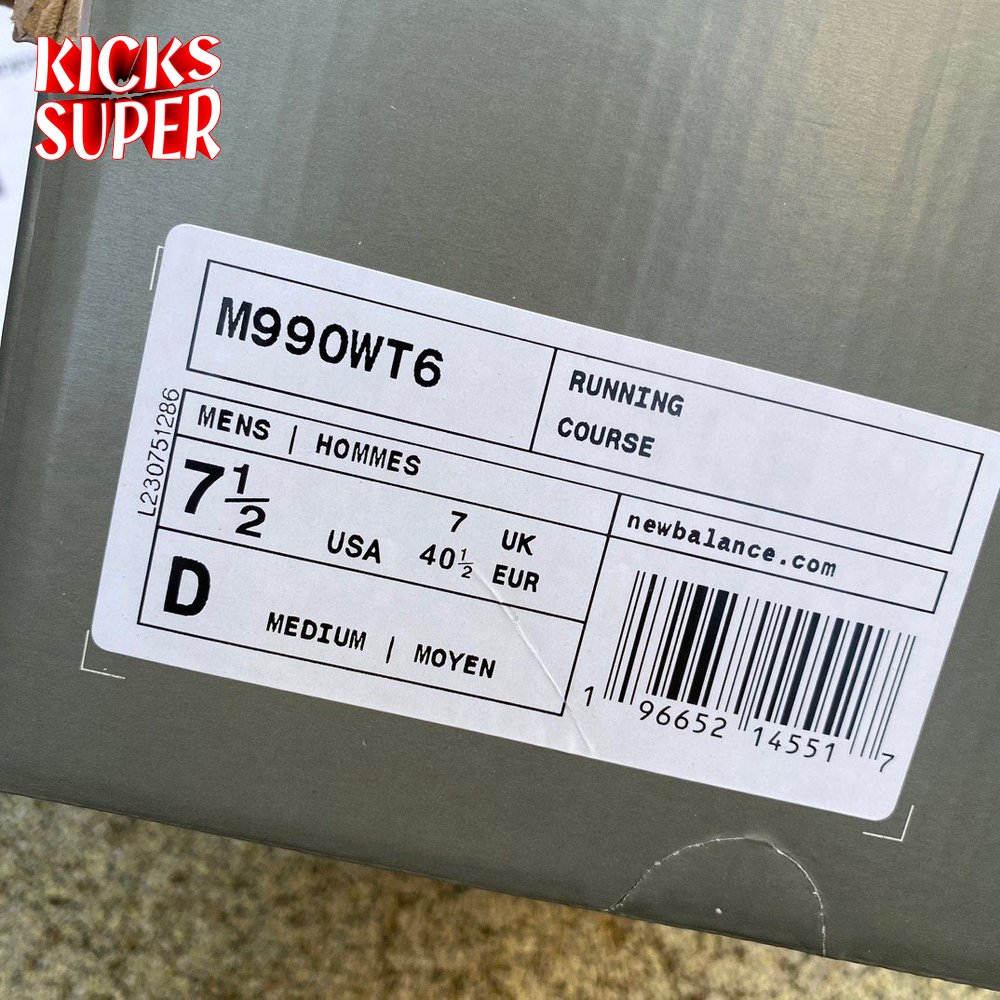 KICKS
SUPER
M990WT6
RUNNING
COURSE
L230751286
MENS | HOMMES
7½ USA
7 UK
40½ EUR
newbalance.com
D MEDIUM | MOYEN
1 96652 14551 7